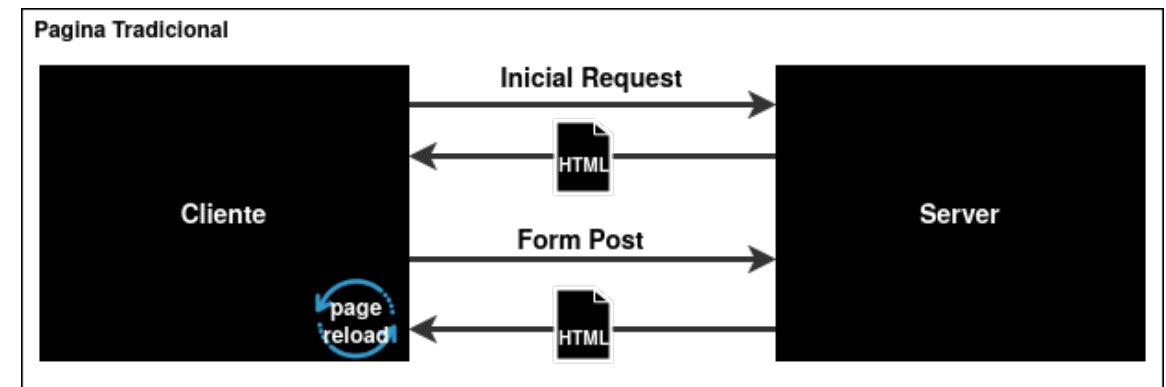 Pagina Tradicional
Inicial Request
HTML
Cliente
Server
Form Post
page
reload
HTML